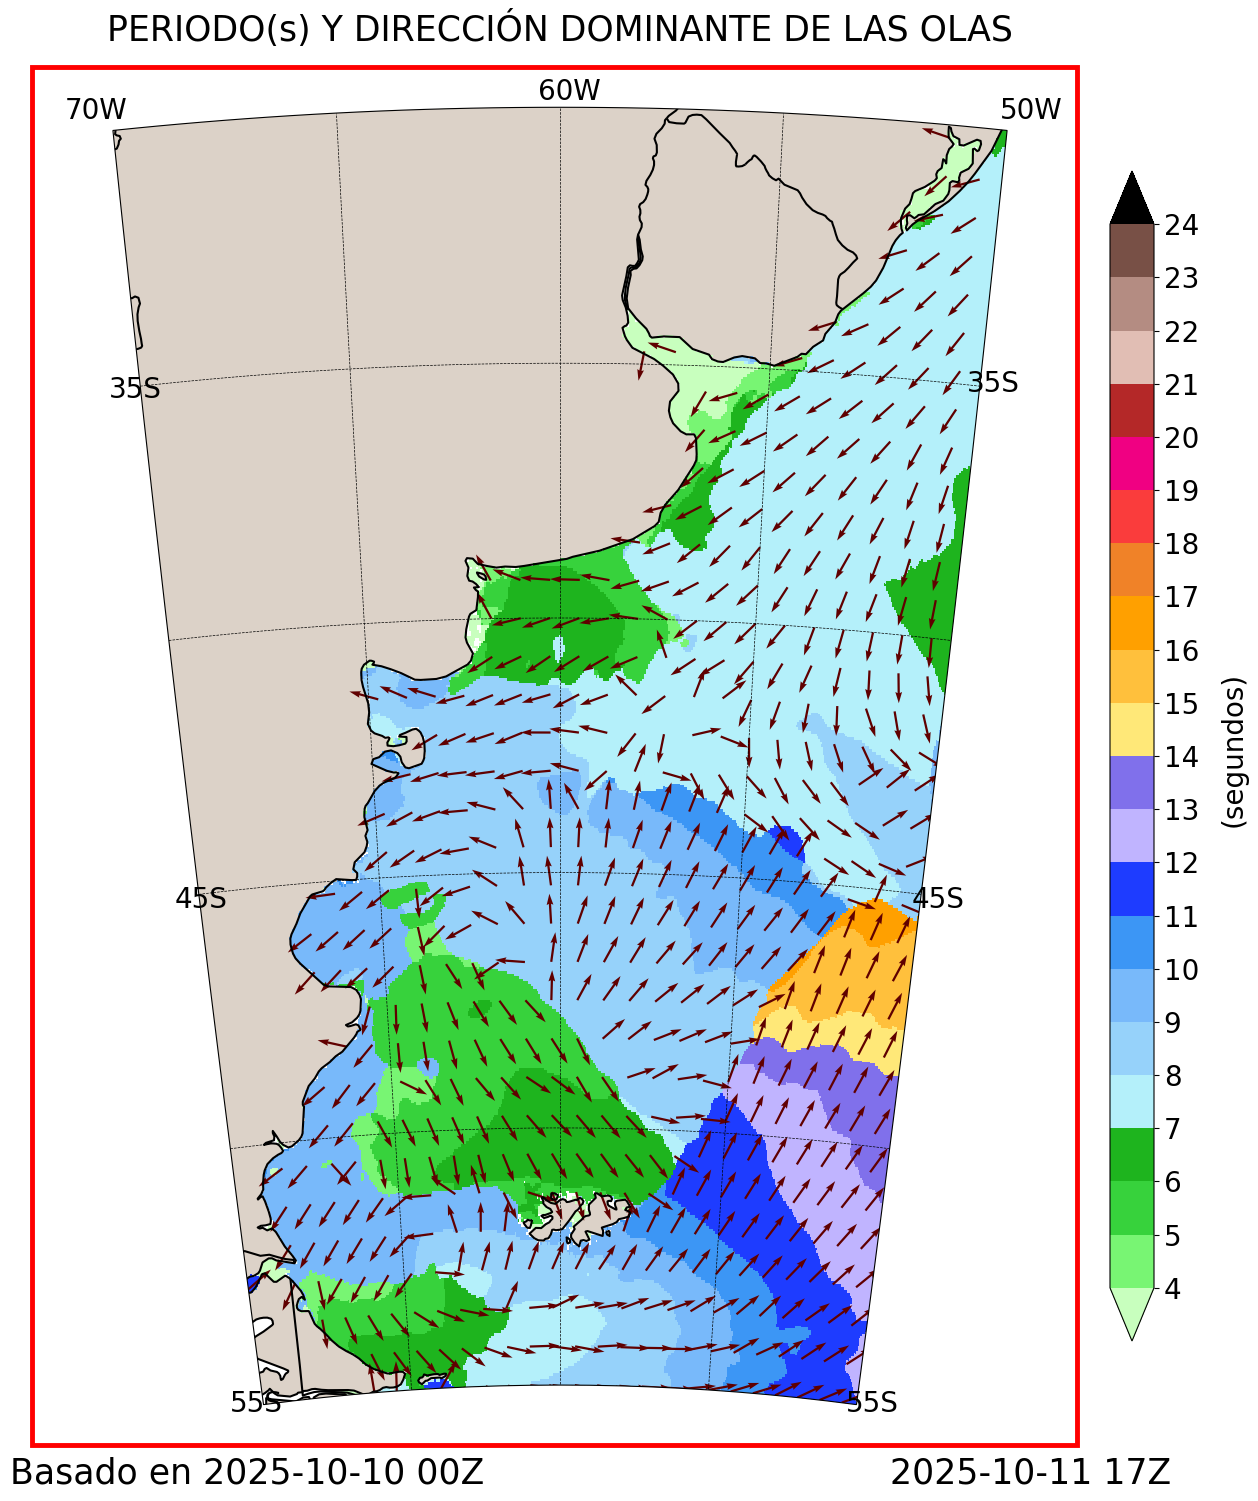 PERIODO(s) Y DIRECCIÓN DOMINANTE DE LAS OLAS
70W
60W
50W
35S
35S
45S
45S
55S
55S
24
23
22
21
20
19
18
17
16
15
14
13
12
11
10
9
8
7
6
5
4
(segundos)
Basado en 2025-10-10 00Z
2025-10-11 17Z